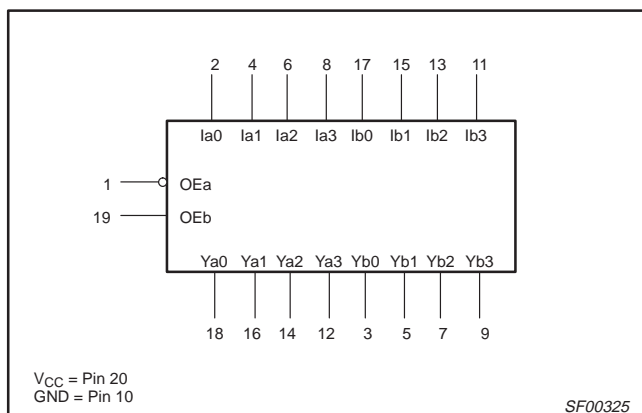 2 4 6 8 17 15 13 11
Ia0 Ia1 Ia2 Ia3 Ib0 Ib1 Ib2 Ib3
1 OEa
19 OEb
Ya0 Ya1 Ya2 Ya3 Yb0 Yb1 Yb2 Yb3
18 16 14 12 3 5 7 9
VCC = Pin 20
GND = Pin 10
SF00325